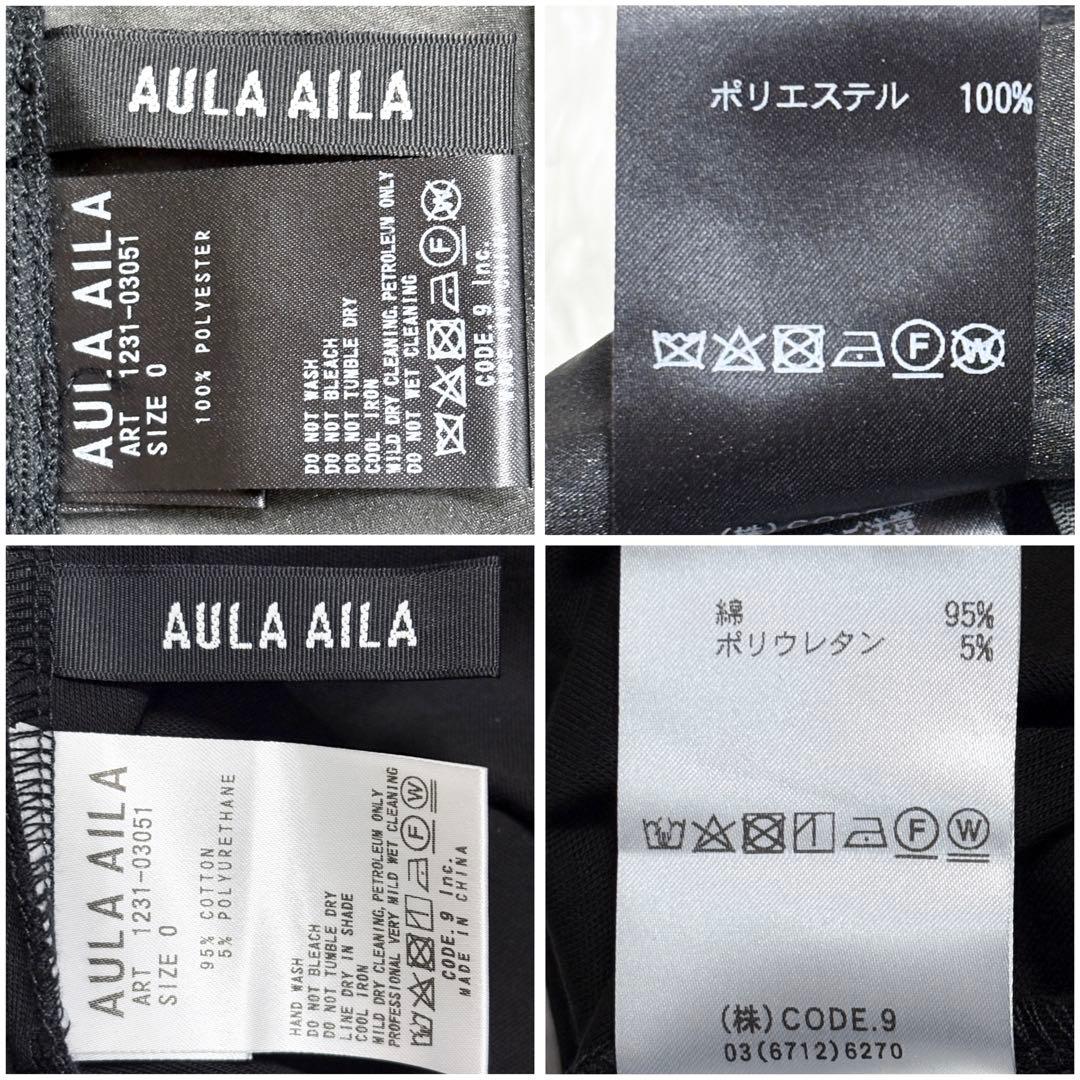 AULA AILA
AULA AILA
ART 1231-03051
SIZE 0
100% POLYESTER
DO NOT WASH
DO NOT BLEACH
DO NOT TUMBLE DRY
COOL IRON
MILD DRY CLEANING, PETROLEUM ONLY
DO NOT WET CLEANING
F W
CODE.9 Inc.
ポリエステル 100%
F W
AULA AILA
AULA AILA
ART 1231-03051
SIZE 0
95% COTTON
5% POLYURETHANE
HAND WASH
DO NOT BLEACH
DO NOT TUMBLE DRY
LINE DRY IN SHADE
COOL IRON
MILD DRY CLEANING, PETROLEUM ONLY
PROFESSIONAL VERY MILD WET CLEANING
F W
CODE.9 Inc.
MADE IN CHINA
綿 95%
ポリウレタン 5%
F W
(株)CODE.9
03(6712)6270